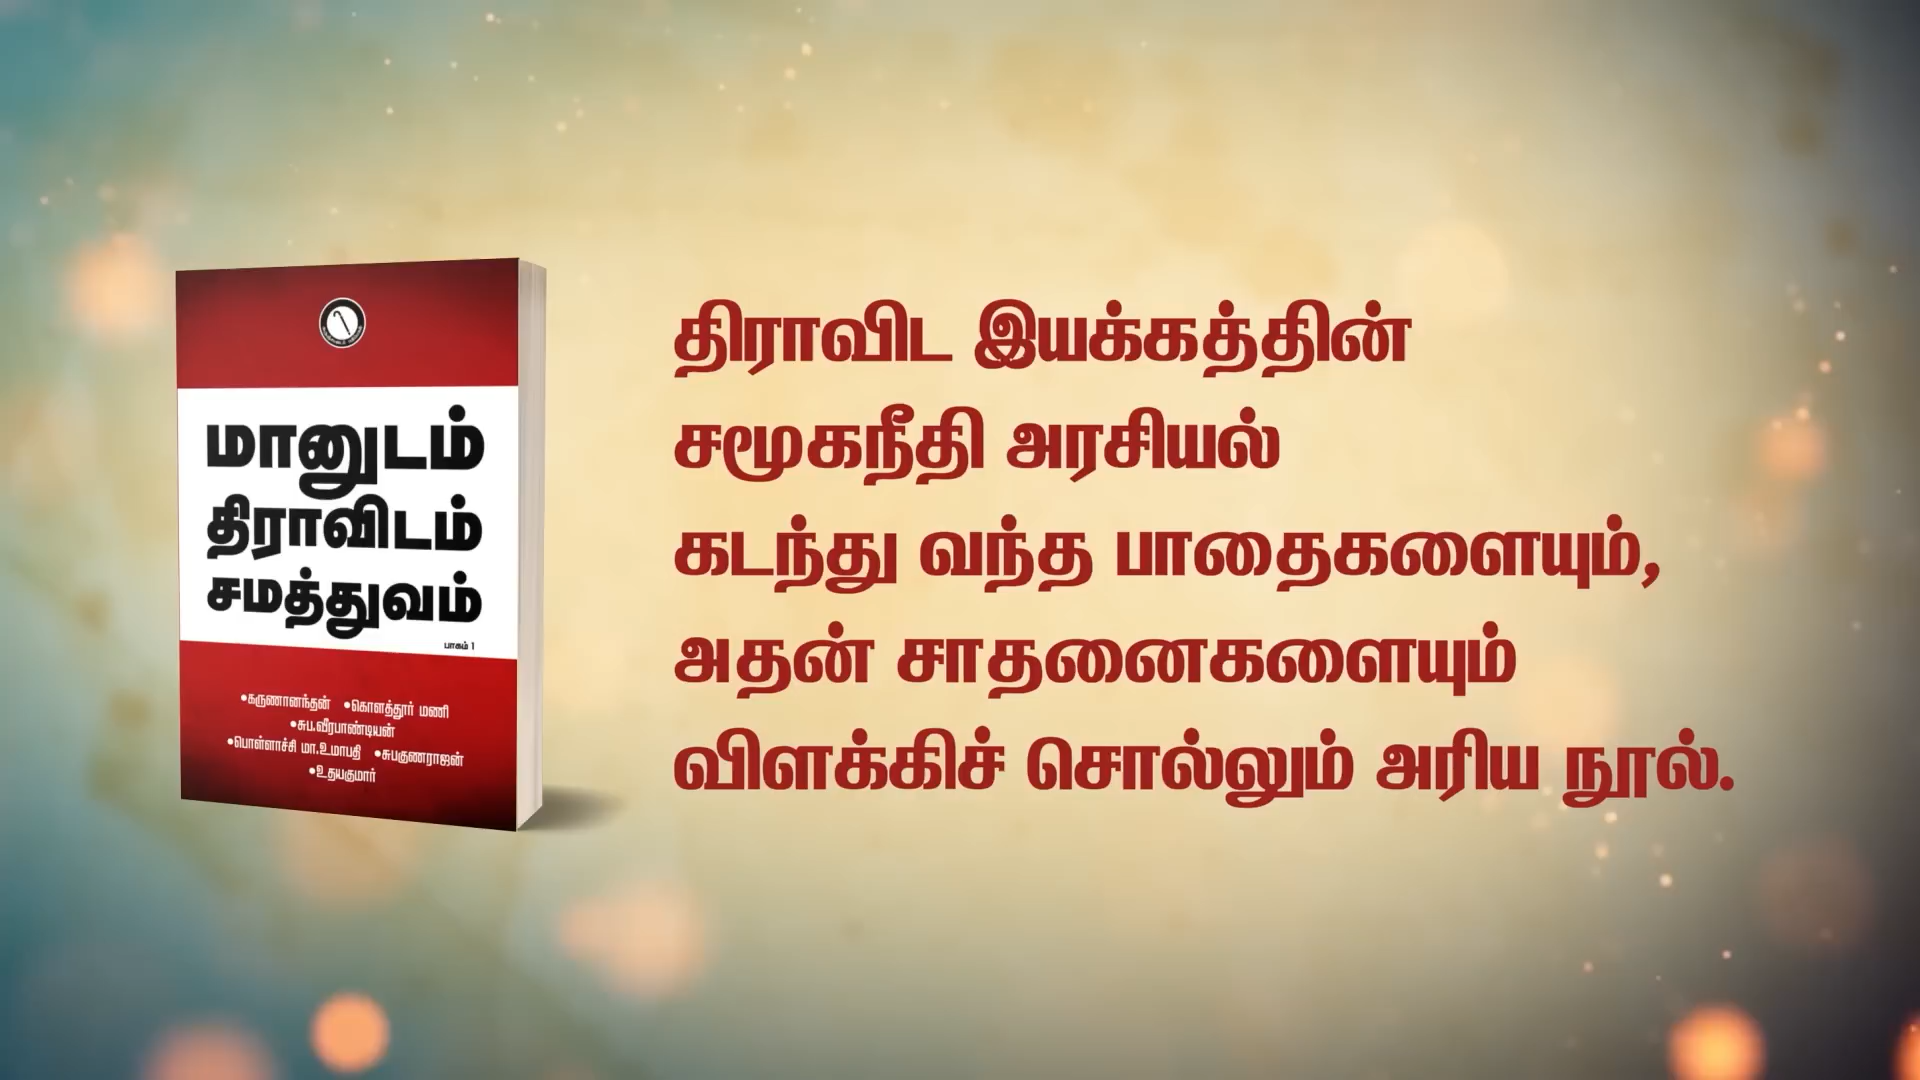 மானுடம்
திராவிடம்
சமத்துவம்
பாகம் 1
•கருணானந்தன் •கொளத்தூர் மணி
•சுப.வீரபாண்டியன்
•பொள்ளாச்சி மா.உமாபதி •சுபகுணராஜன்
•உதயகுமார்
திராவிட இயக்கத்தின்
சமூகநீதி அரசியல்
கடந்து வந்த பாதைகளையும்,
அதன் சாதனைகளையும்
விளக்கிச் சொல்லும் அரிய நூல்.